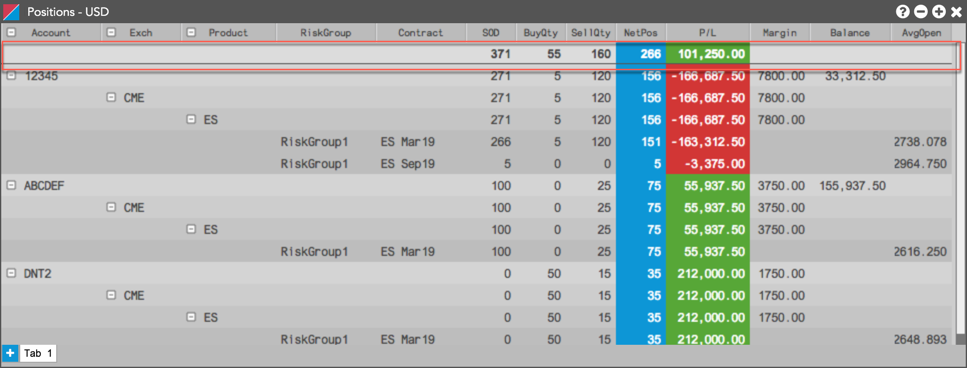 Positions - USD
Account Exch Product RiskGroup Contract SOD BuyQty SellQty NetPos P/L Margin Balance AvgOpen
371 55 160 266 101,250.00
12345 271 5 120 156 -166,687.50 7800.00 33,312.50
CME 271 5 120 156 -166,687.50 7800.00
ES 271 5 120 156 -166,687.50 7800.00
RiskGroup1 ES Mar19 266 5 120 151 -163,312.50 2738.078
RiskGroup1 ES Sep19 5 0 0 5 -3,375.00 2964.750
ABCDEF 100 0 25 75 55,937.50 3750.00 155,937.50
CME 100 0 25 75 55,937.50 3750.00
ES 100 0 25 75 55,937.50 3750.00
RiskGroup1 ES Mar19 100 0 25 75 55,937.50 2616.250
DNT2 0 50 15 35 212,000.00 1750.00
CME 0 50 15 35 212,000.00 1750.00
ES 0 50 15 35 212,000.00 1750.00
RiskGroup1 ES Mar19 0 50 15 35 212,000.00 2648.893
Tab 1